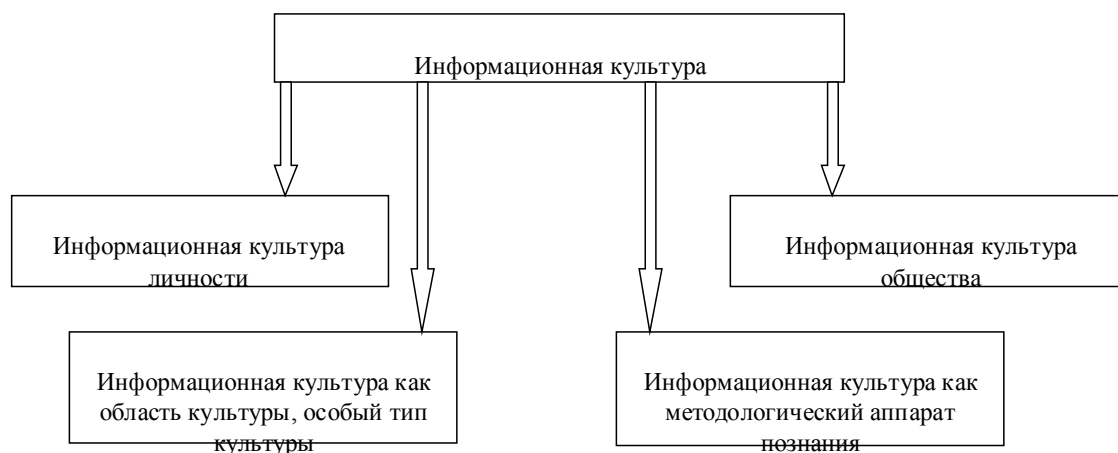 Информационная культура
Информационная культура
личности
Информационная культура
общества
Информационная культура как
область культуры, особый тип
культуры
Информационная культура как
методологический аппарат
познания